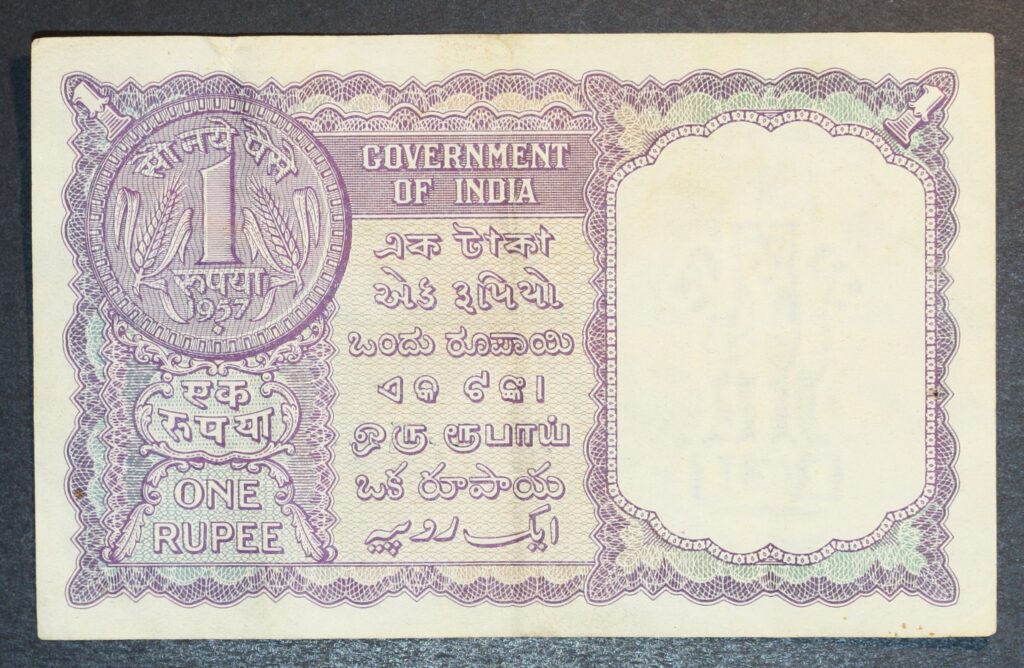 सौ नये पैसे
1
रुपया
1957
एक
रूपया
ONE
RUPEE
GOVERNMENT
OF INDIA
এক টাকা
એક રૂપિયો
ಒಂದು ರೂಪಾಯಿ
ଏକ ଟଙ୍କା
ஒரு ரூபாய்
ఒక రూపాయ
ایک روپیہ